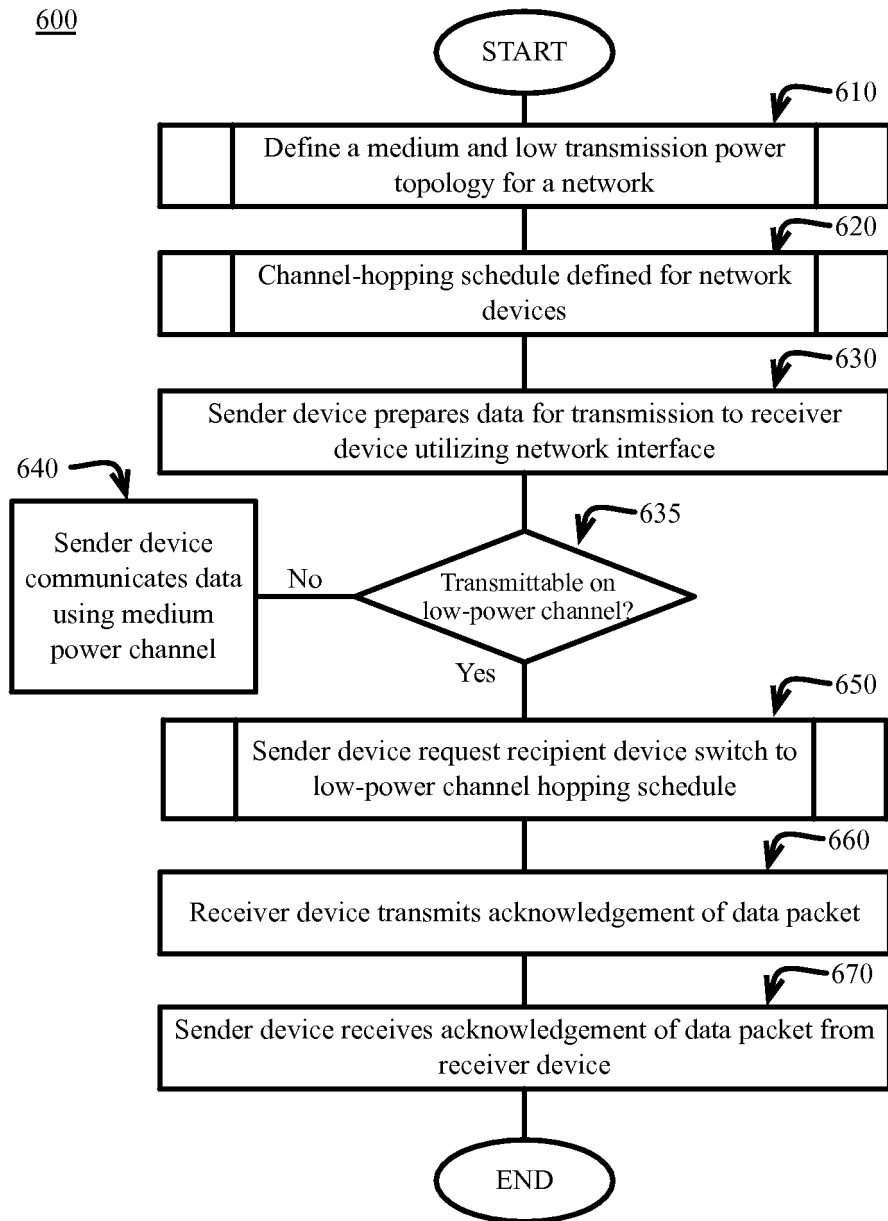 600
START
610
Define a medium and low transmission power
topology for a network
620
Channel-hopping schedule defined for network
devices
630
Sender device prepares data for transmission to receiver
device utilizing network interface
640
Sender device
communicates data
using medium
power channel
No
635
Transmittable on
low-power channel?
Yes
650
Sender device request recipient device switch to
low-power channel hopping schedule
660
Receiver device transmits acknowledgement of data packet
670
Sender device receives acknowledgement of data packet from
receiver device
END